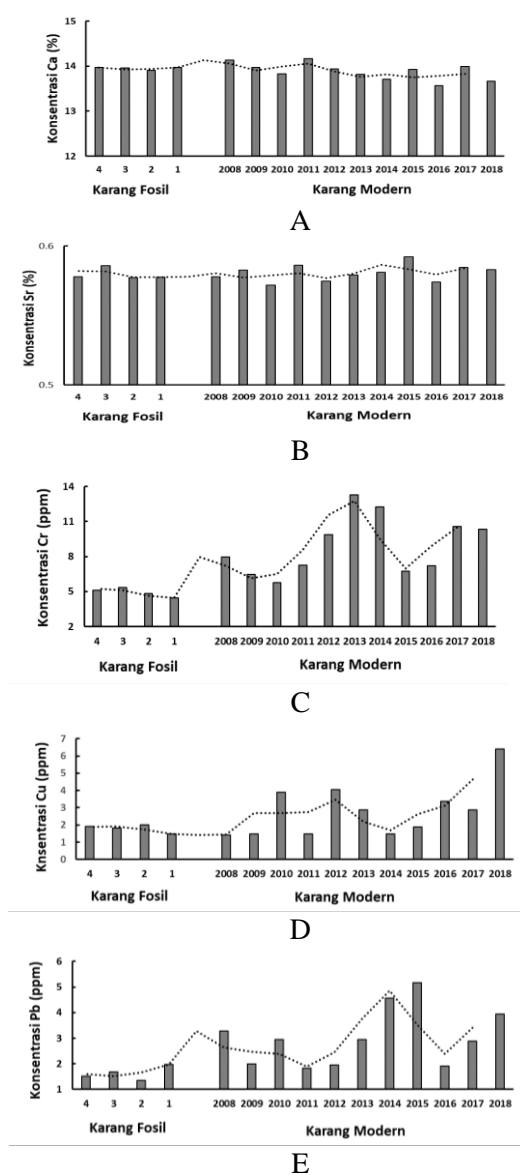 Konsentrasi Ca (%)
15
14
13
12
4 3 2 1 2008 2009 2010 2011 2012 2013 2014 2015 2016 2017 2018
Karang Fosil Karang Modern
A
Konsentrasi Sr (%)
0.6
0.5
4 3 2 1 2008 2009 2010 2011 2012 2013 2014 2015 2016 2017 2018
Karang Fosil Karang Modern
B
Konsentrasi Cr (ppm)
14
11
8
5
2
4 3 2 1 2008 2009 2010 2011 2012 2013 2014 2015 2016 2017 2018
Karang Fosil Karang Modern
C
Knsentrasi Cu (ppm)
7
6
5
4
3
2
1
0
4 3 2 1 2008 2009 2010 2011 2012 2013 2014 2015 2016 2017 2018
Karang Fosil Karang Modern
D
Konsentrasi Pb (ppm)
6
5
4
3
2
1
4 3 2 1 2008 2009 2010 2011 2012 2013 2014 2015 2016 2017 2018
Karang Fosil Karang Modern
E